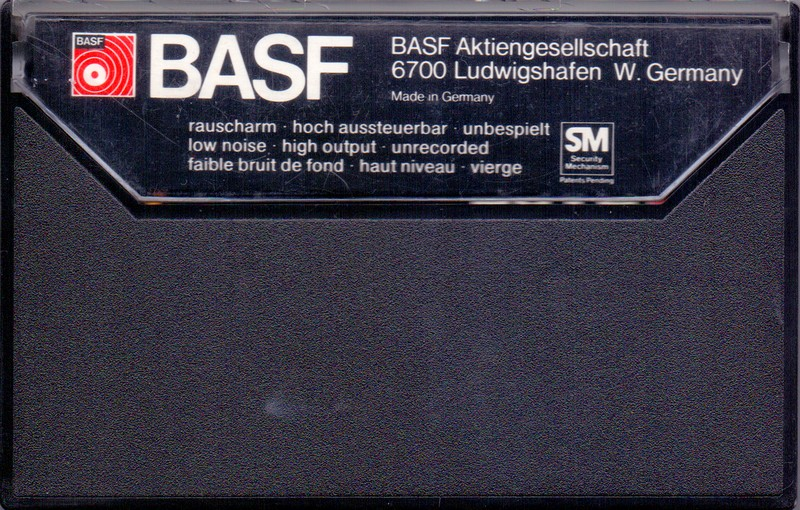 BASF
BASF
BASF Aktiengesellschaft
6700 Ludwigshafen W. Germany
Made in Germany
rauscharm · hoch aussteuerbar · unbespielt
low noise · high output · unrecorded
faible bruit de fond · haut niveau · vierge
SM
Security
Mechanism
Patents Pending